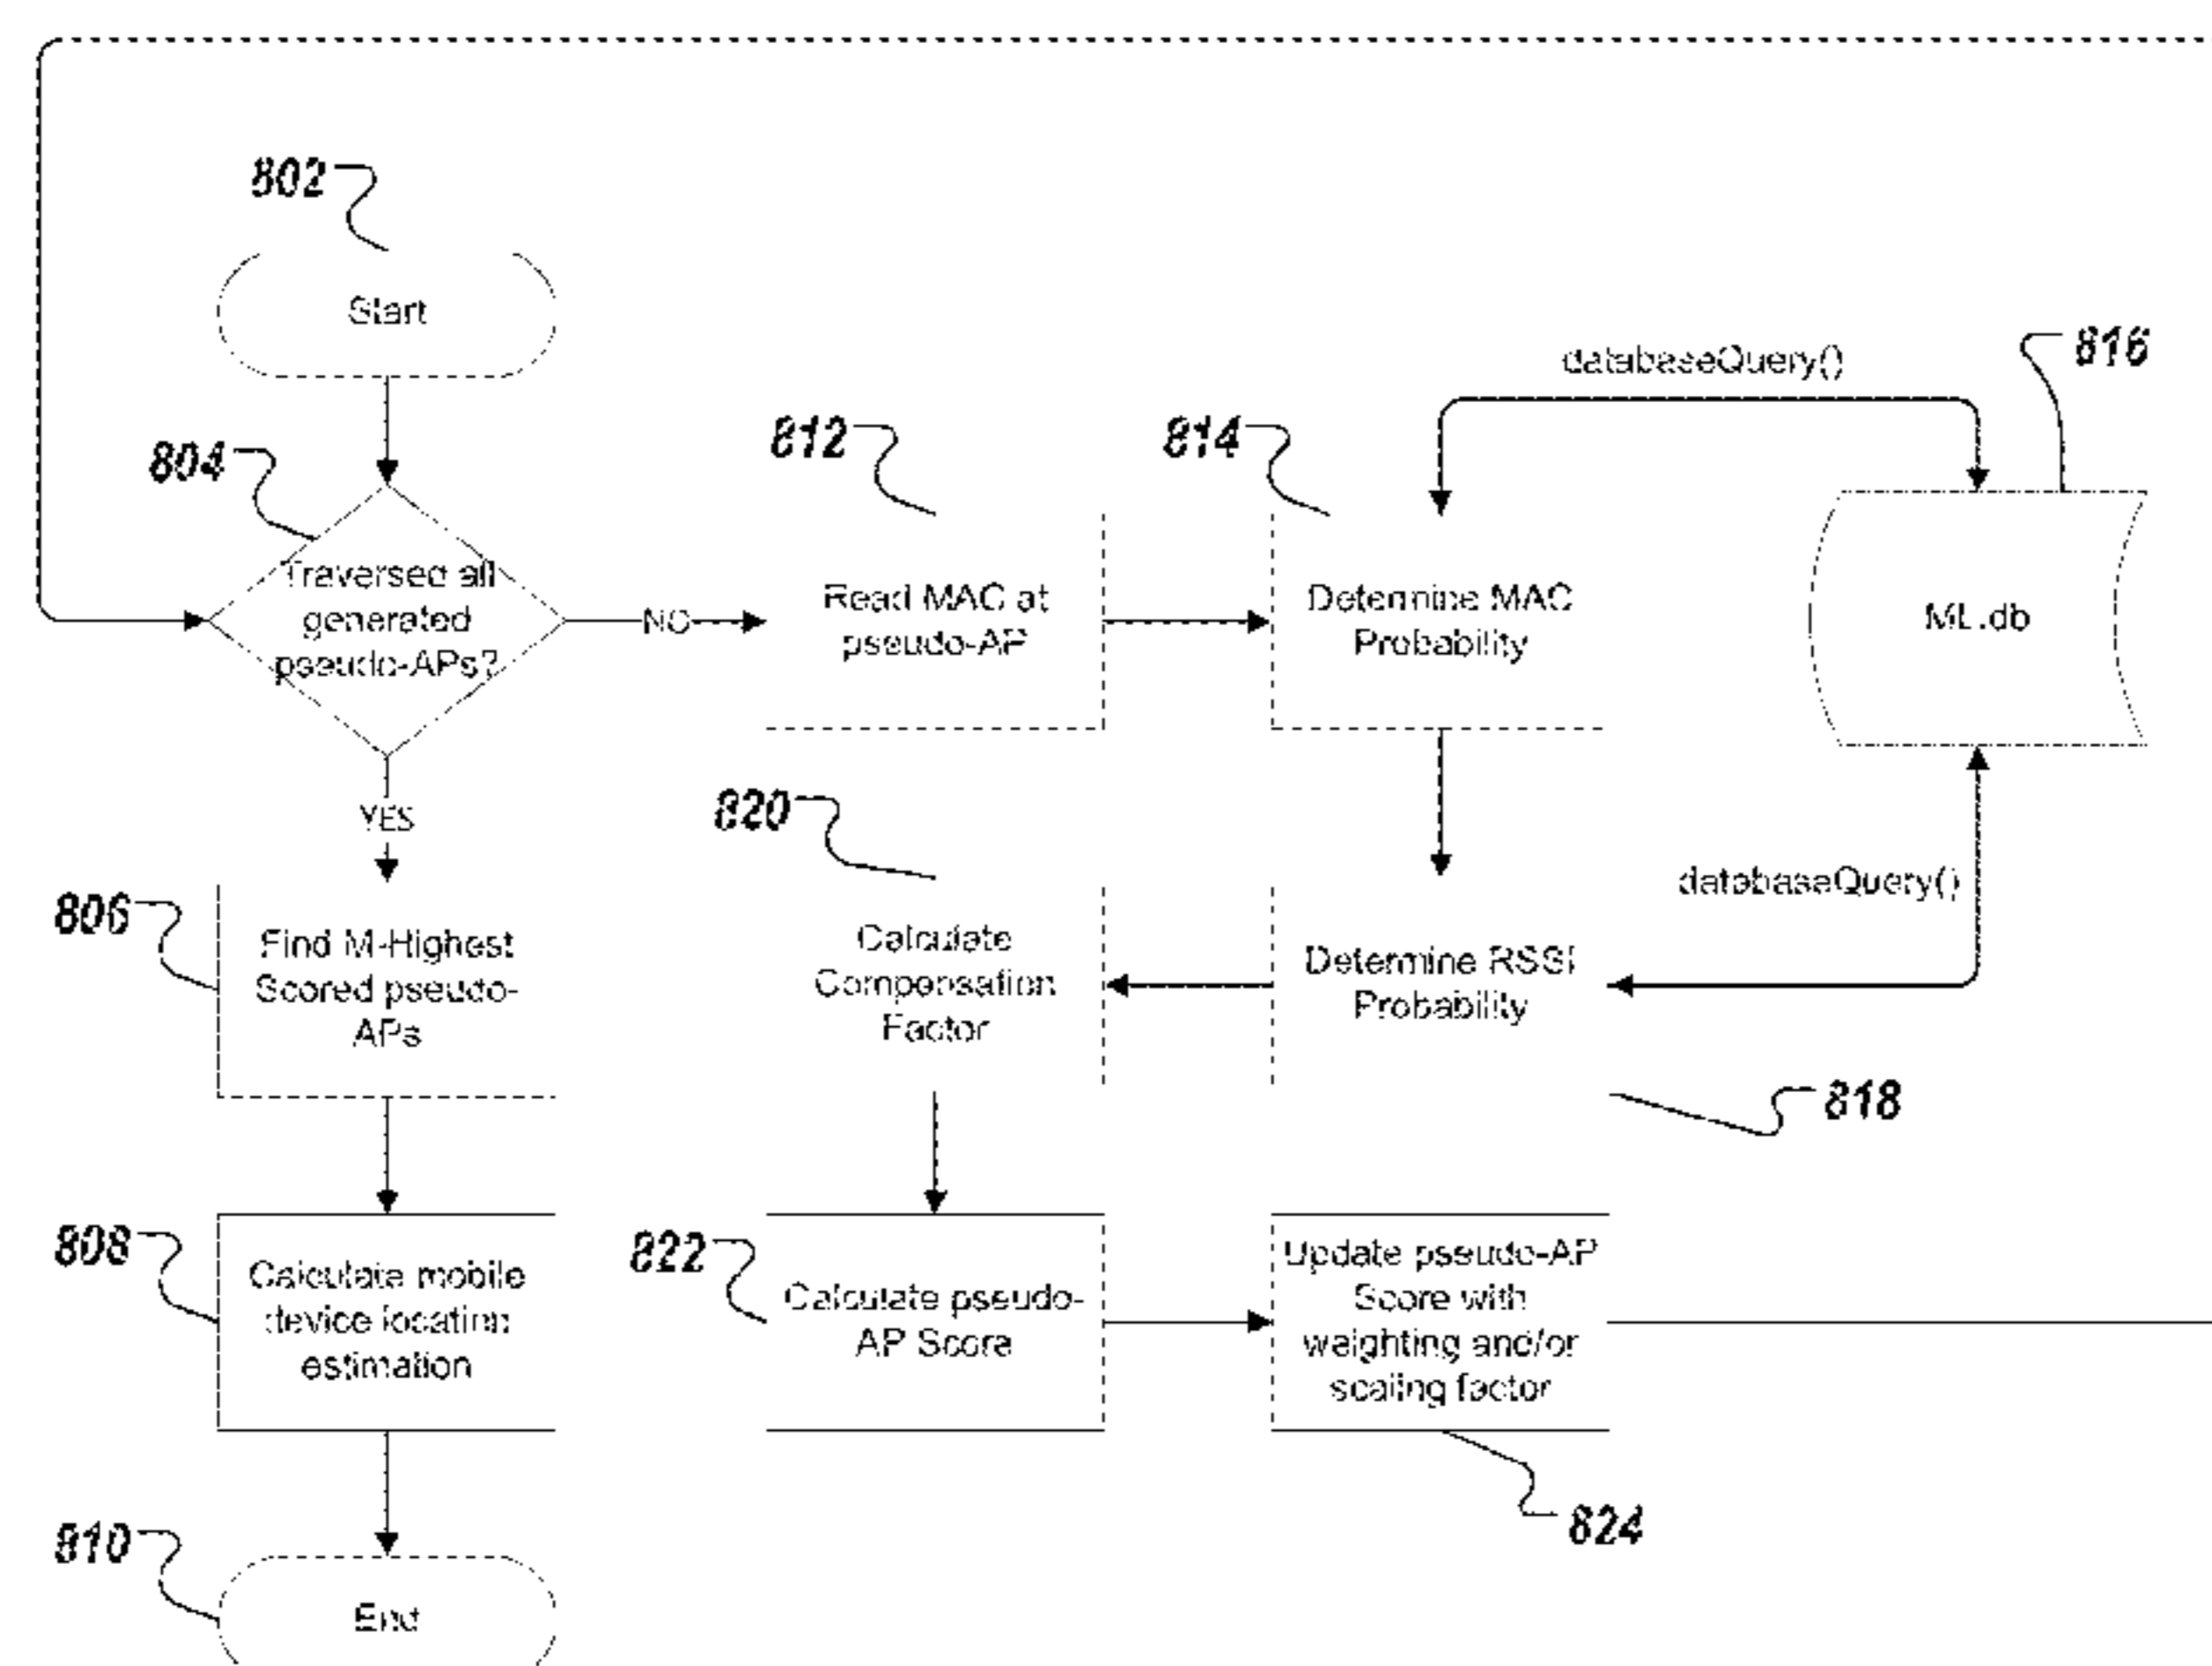 802
Start
804
Traversed all
generated
pseudo-APs?
NO
YES
812
Read MAC at
pseudo-AP
814
Determine MAC
Probability
databaseQuery()
816
ML.db
databaseQuery()
818
Determine RSSI
Probability
820
Calculate
Compensation
Factor
822
Calculate pseudo-
AP Score
Update pseudo-AP
Score with
weighting and/or
scaling factor
824
806
Find M-Highest
Scored pseudo-
APs
808
Calculate mobile
device location
estimation
810
End